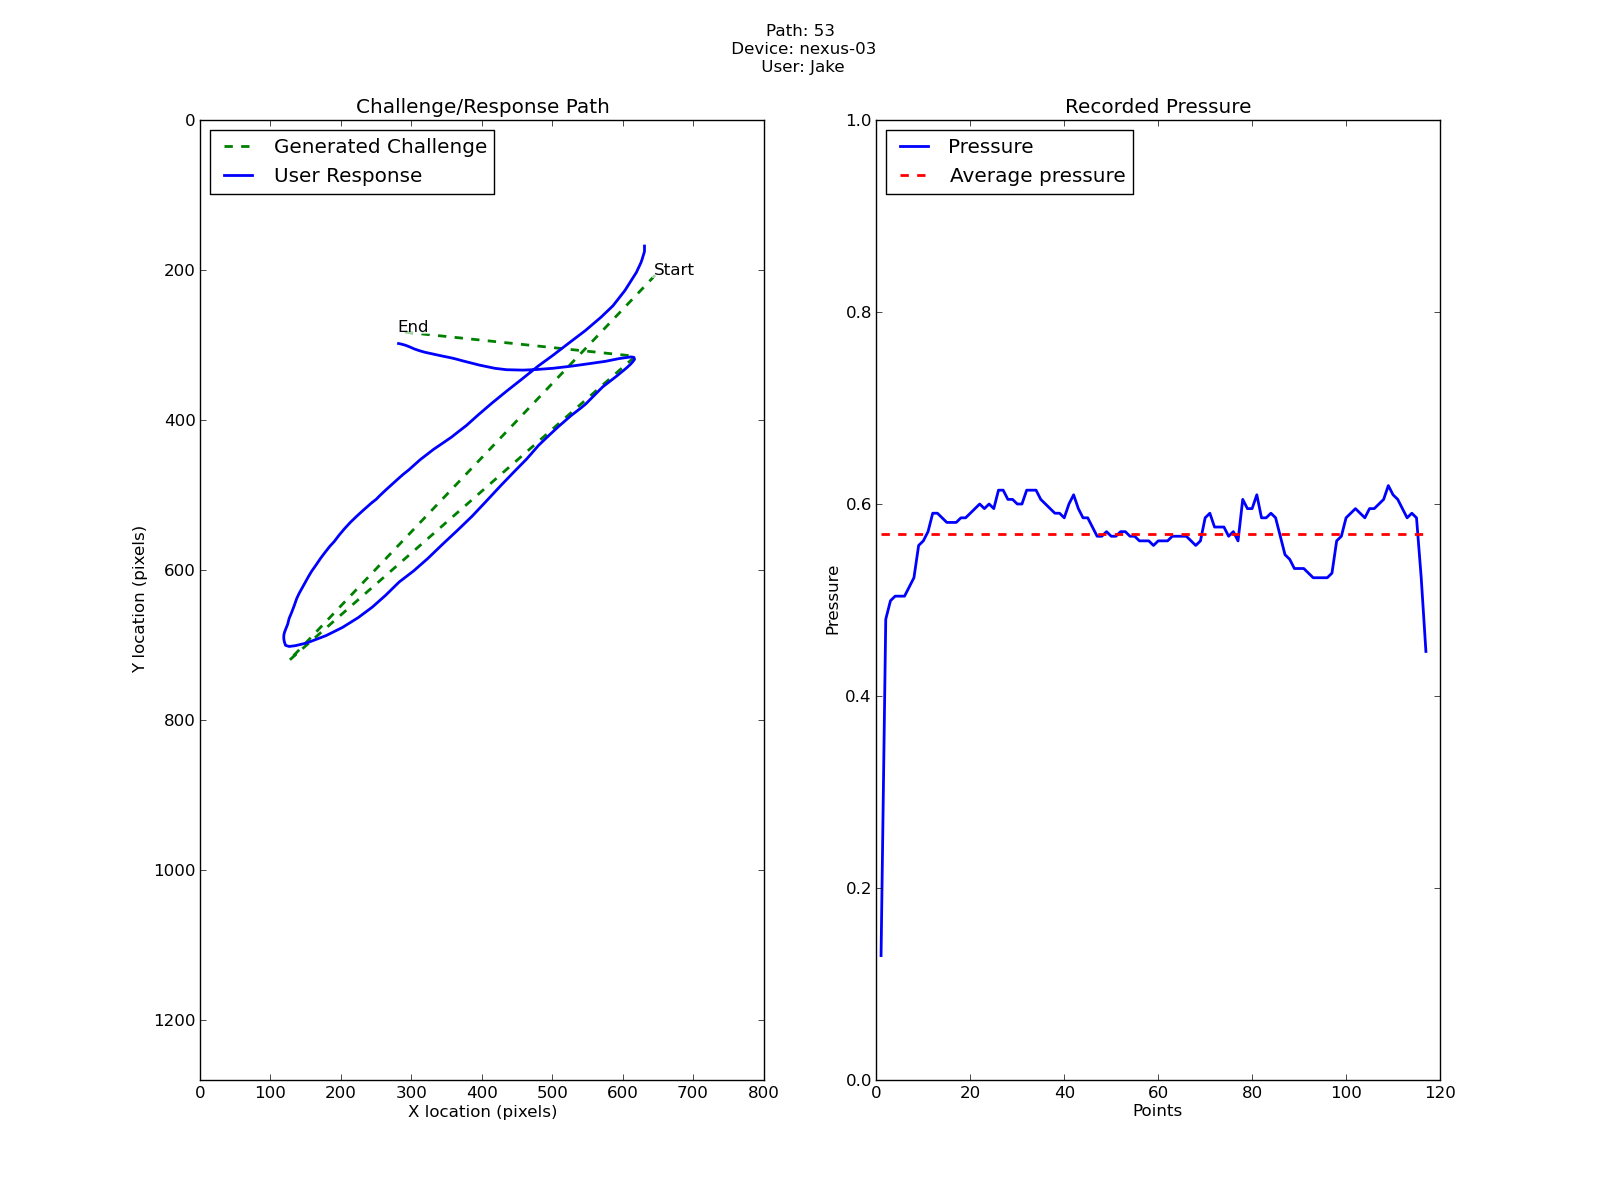 Path: 53
Device: nexus-03
User: Jake
Challenge/Response Path
Generated Challenge
User Response
Start
End
0
200
400
600
800
1000
1200
Y location (pixels)
0 100 200 300 400 500 600 700 800
X location (pixels)
Recorded Pressure
Pressure
Average pressure
1.0
0.8
0.6
0.4
0.2
0.0
Pressure
0 20 40 60 80 100 120
Points